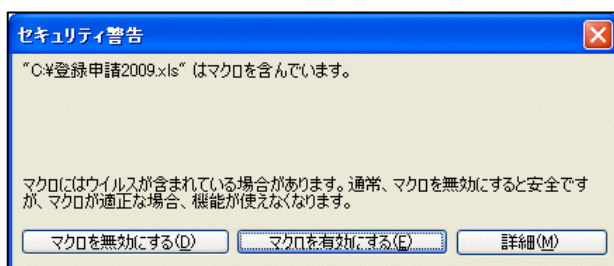 セキュリティ警告
"C:¥登録申請2009.xls" はマクロを含んでいます。
マクロにはウイルスが含まれている場合があります。通常、マクロを無効にすると安全です
が、マクロが適正な場合、機能が使えなくなります。
マクロを無効にする(D) マクロを有効にする(E) 詳細(M)